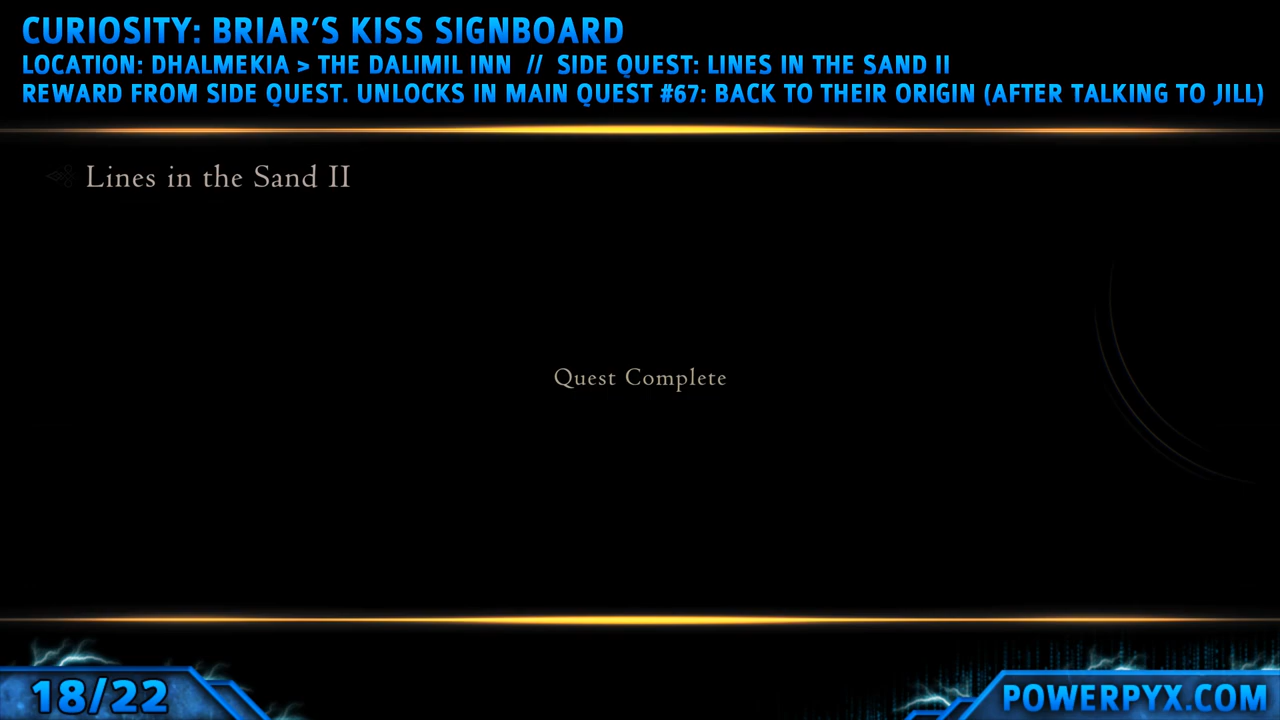 CURIOSITY: BRIAR'S KISS SIGNBOARD
LOCATION: DHALMEKIA > THE DALIMIL INN // SIDE QUEST: LINES IN THE SAND II
REWARD FROM SIDE QUEST. UNLOCKS IN MAIN QUEST #67: BACK TO THEIR ORIGIN (AFTER TALKING TO JILL)
Lines in the Sand II
Quest Complete
18/22
POWERPYX.COM